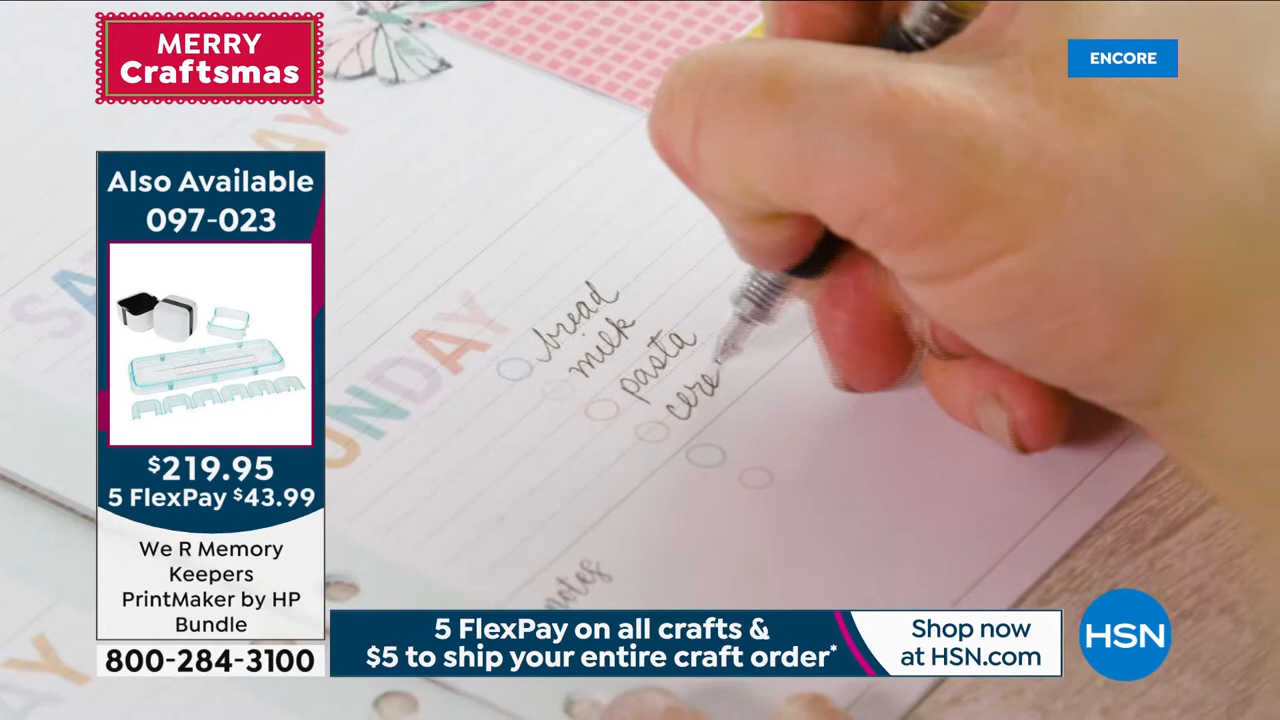 MERRY
Craftsmas
ENCORE
Also Available
097-023
$219.95
5 FlexPay $43.99
We R Memory
Keepers
PrintMaker by HP
Bundle
800-284-3100
SUNDAY
bread
milk
pasta
cere
notes
5 FlexPay on all crafts &
$5 to ship your entire craft order*
Shop now
at HSN.com
HSN